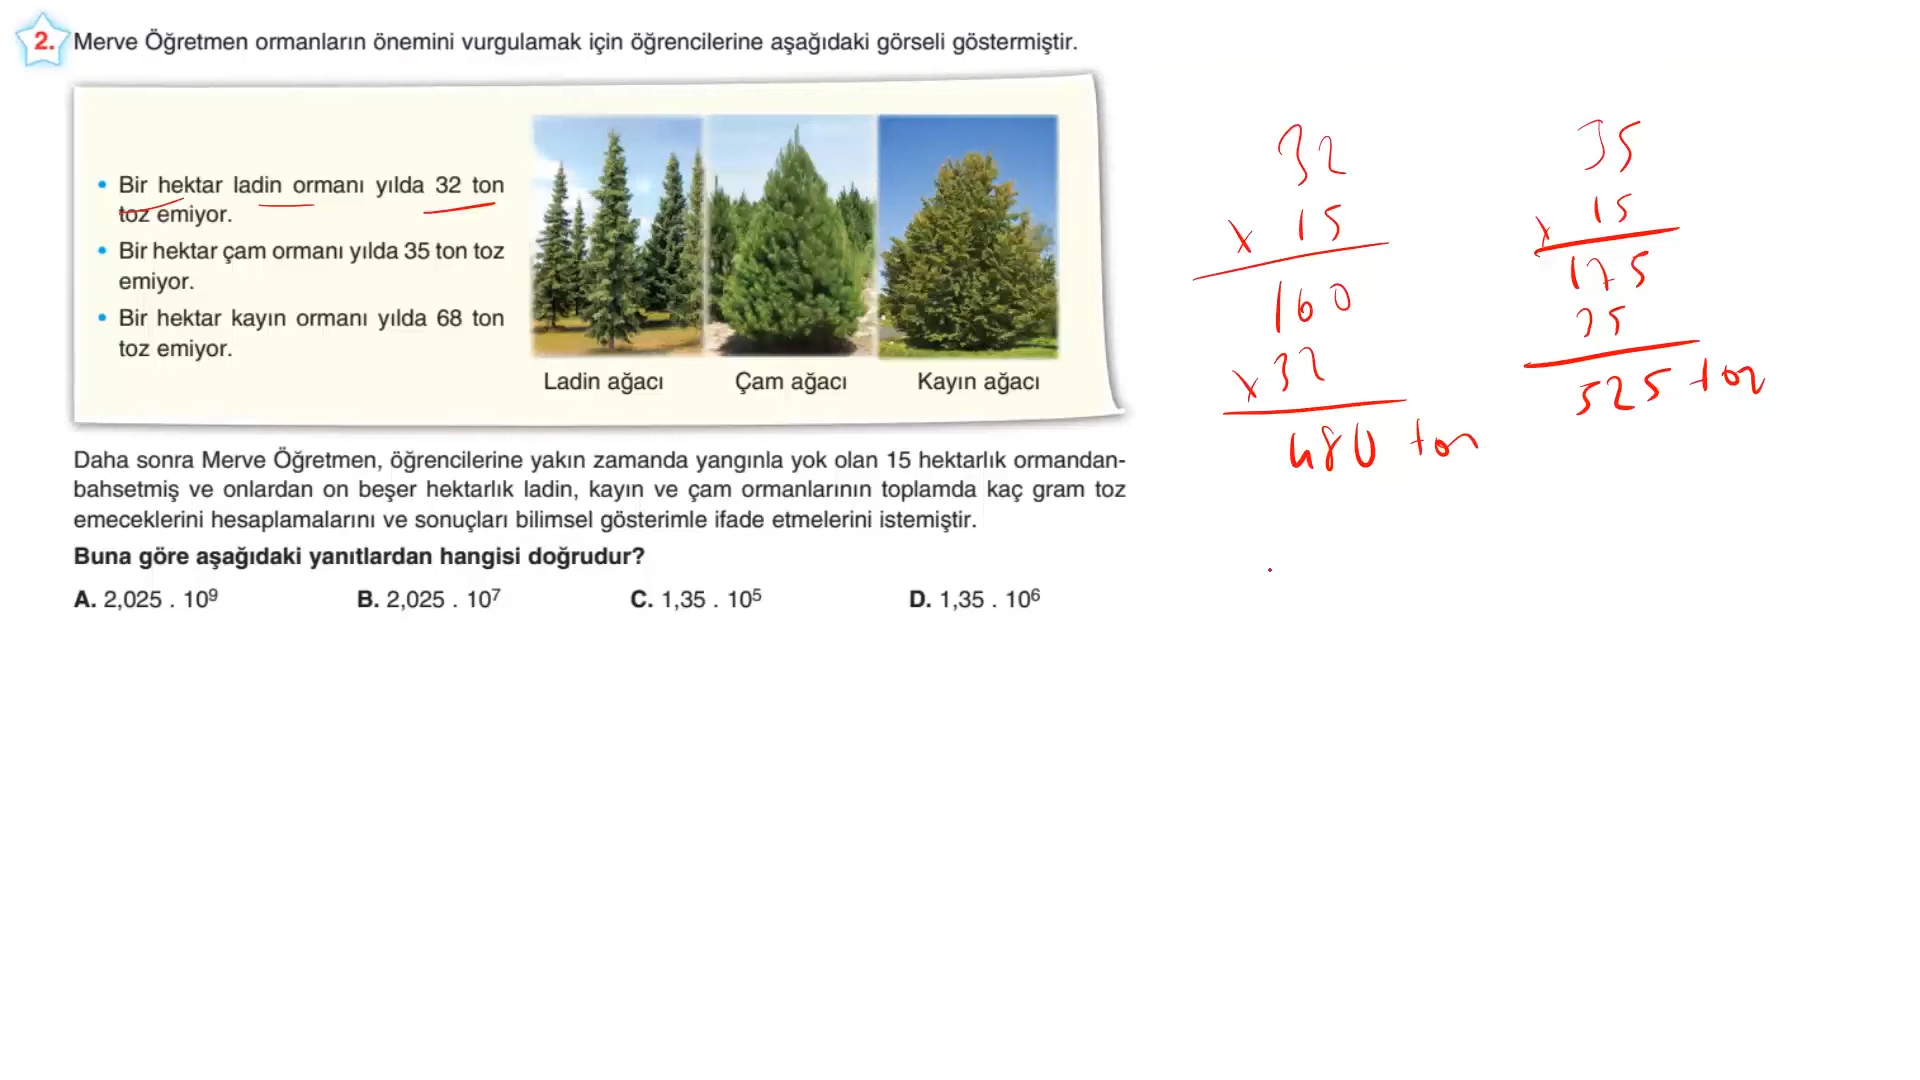 2. Merve Öğretmen ormanların önemini vurgulamak için öğrencilerine aşağıdaki görseli göstermiştir.
• Bir hektar ladin ormanı yılda 32 ton
toz emiyor.
• Bir hektar çam ormanı yılda 35 ton toz
emiyor.
• Bir hektar kayın ormanı yılda 68 ton
toz emiyor.
Ladin ağacı Çam ağacı Kayın ağacı
Daha sonra Merve Öğretmen, öğrencilerine yakın zamanda yangınla yok olan 15 hektarlık ormandan-
bahsetmiş ve onlardan on beşer hektarlık ladin, kayın ve çam ormanlarının toplamda kaç gram toz
emeceklerini hesaplamalarını ve sonuçları bilimsel gösterimle ifade etmelerini istemiştir.
Buna göre aşağıdaki yanıtlardan hangisi doğrudur?
A. 2,025 . 10⁹ B. 2,025 . 10⁷ C. 1,35 . 10⁵ D. 1,35 . 10⁶
32
x 15
160
x 32
480 ton
35
x 15
175
35
525 toz